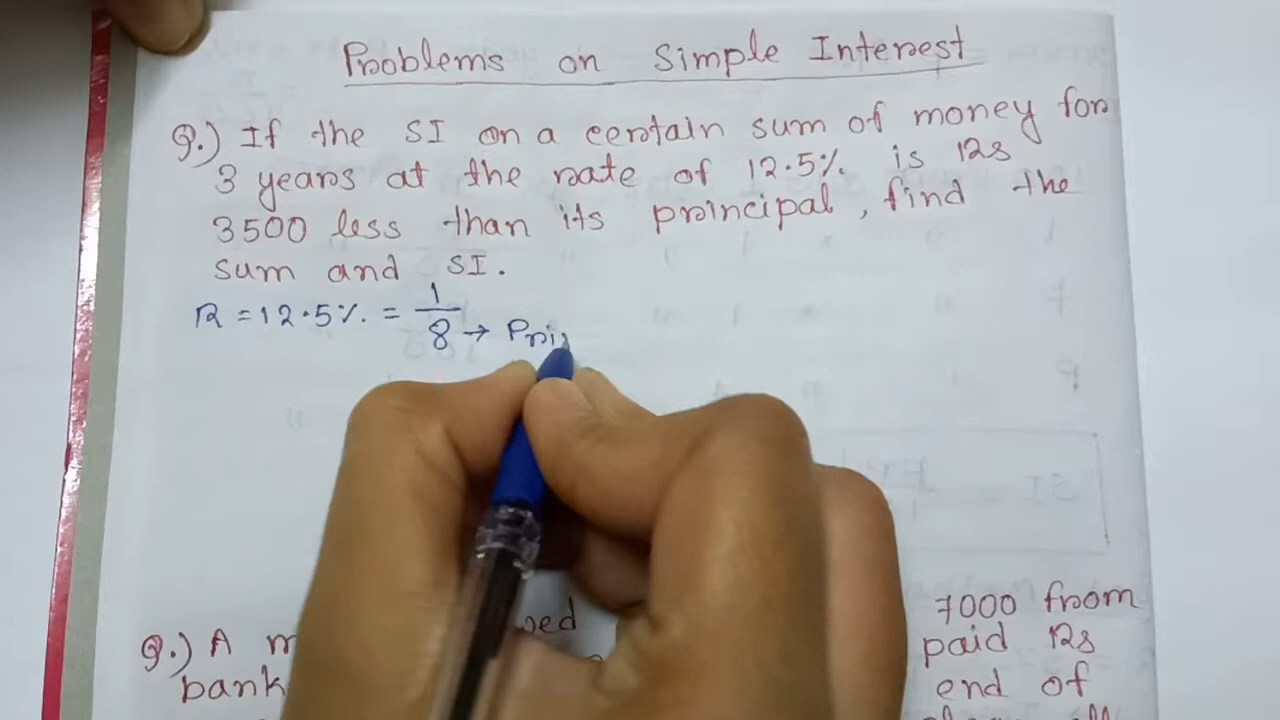 Problems on Simple Interest
Q.) If the SI on a certain sum of money for
3 years at the rate of 12.5% is Rs
3500 less than its principal, find the
sum and SI.
R = 12.5% = 1/8 → Pri
Q.) A 7000 from
paid Rs
bank end of